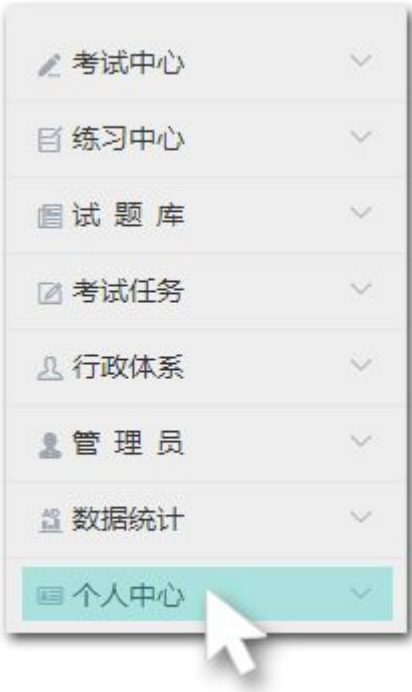 考试中心
练习中心
试 题 库
考试任务
行政体系
管 理 员
数据统计
个人中心